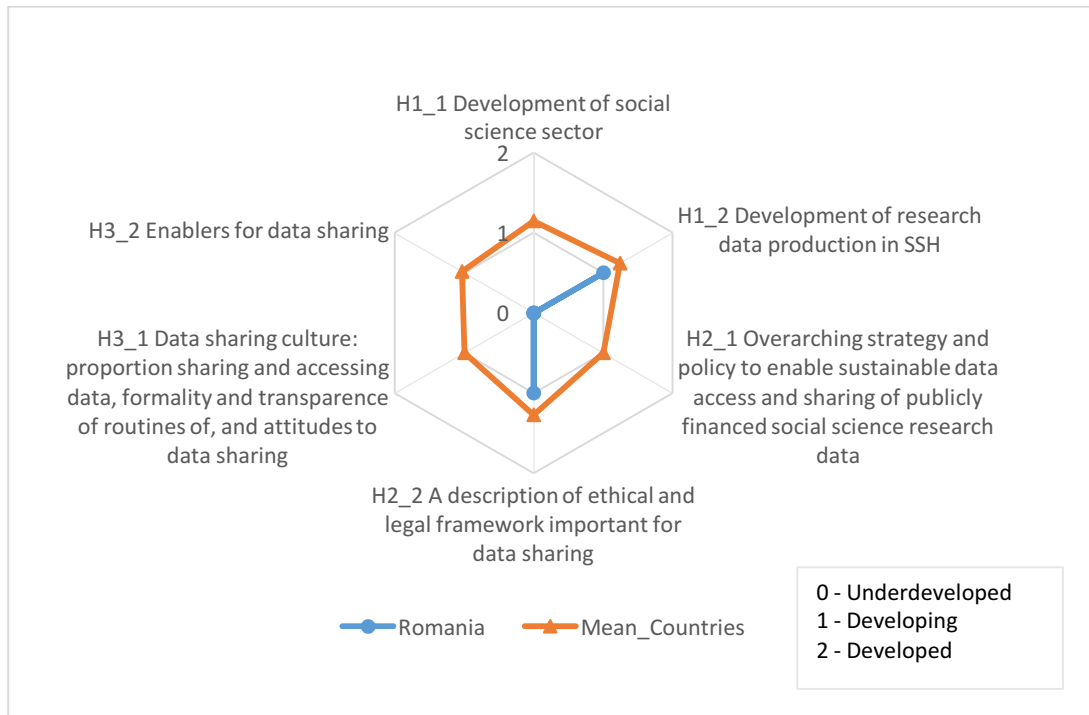 H1_1 Development of social
science sector
2
H3_2 Enablers for data sharing
1
H1_2 Development of research
data production in SSH
0
H3_1 Data sharing culture:
proportion sharing and accessing
data, formality and transparence
of routines of, and attitudes to
data sharing
H2_1 Overarching strategy and
policy to enable sustainable data
access and sharing of publicly
financed social science research
data
H2_2 A description of ethical and
legal framework important for
data sharing
Romania
Mean_Countries
0 - Underdeveloped
1 - Developing
2 - Developed